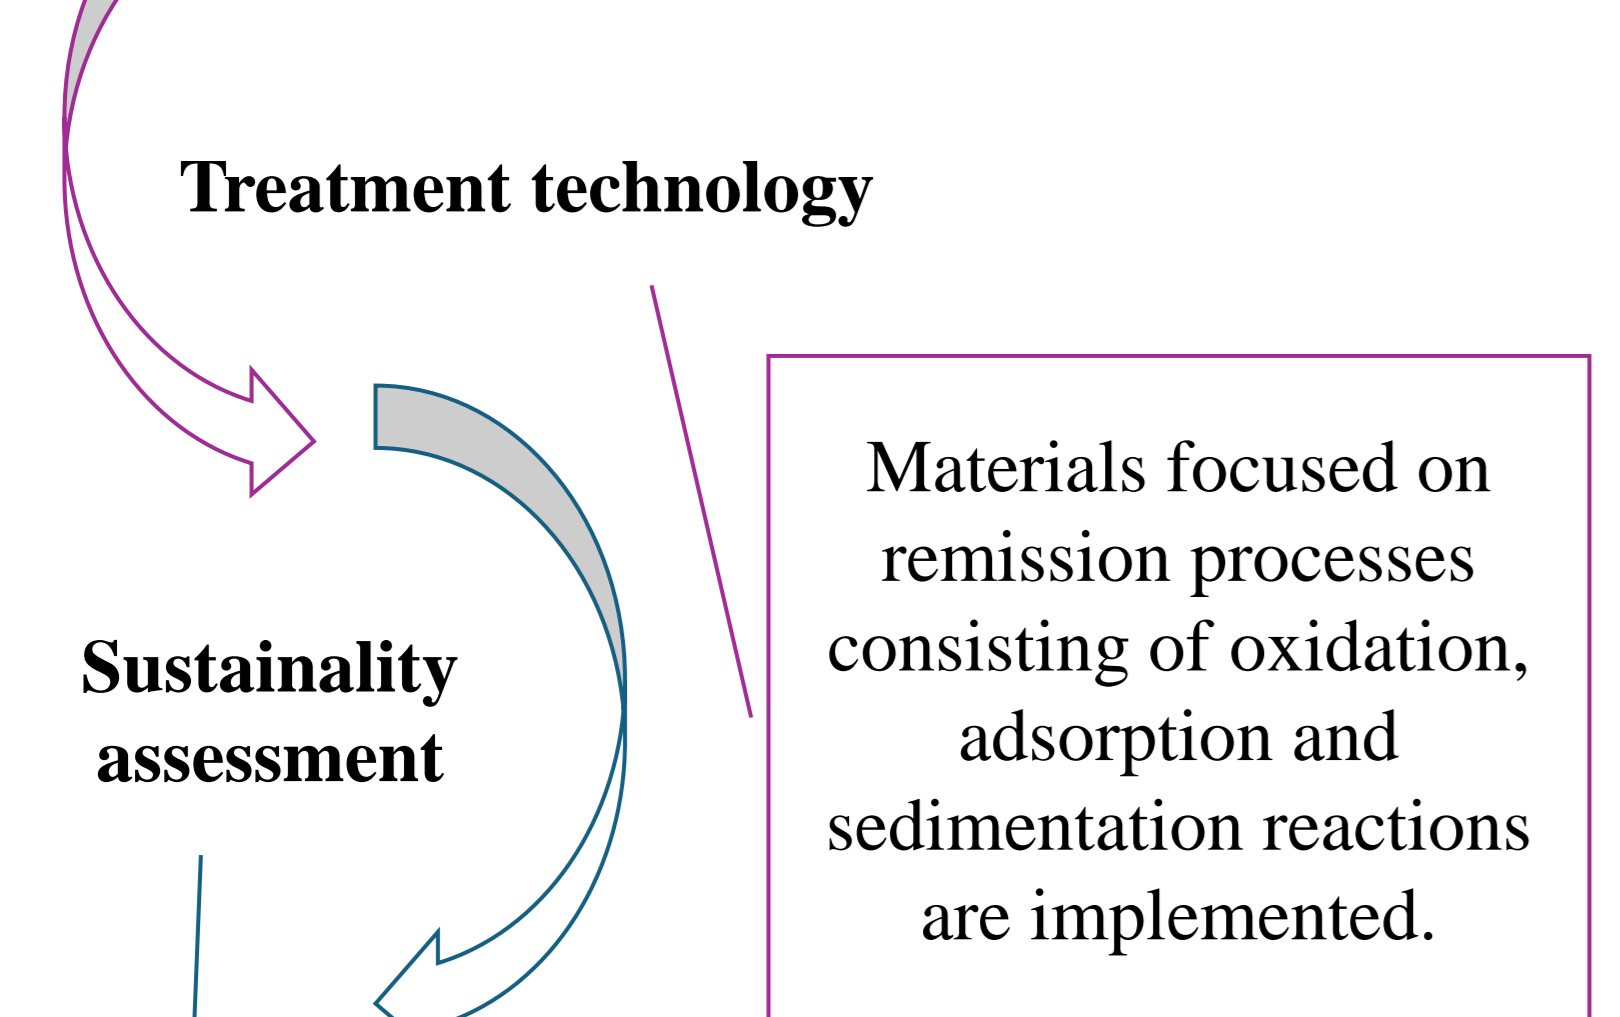 Treatment technology
Materials focused on
remission processes
consisting of oxidation,
adsorption and
sedimentation reactions
are implemented.
Sustainality
assessment